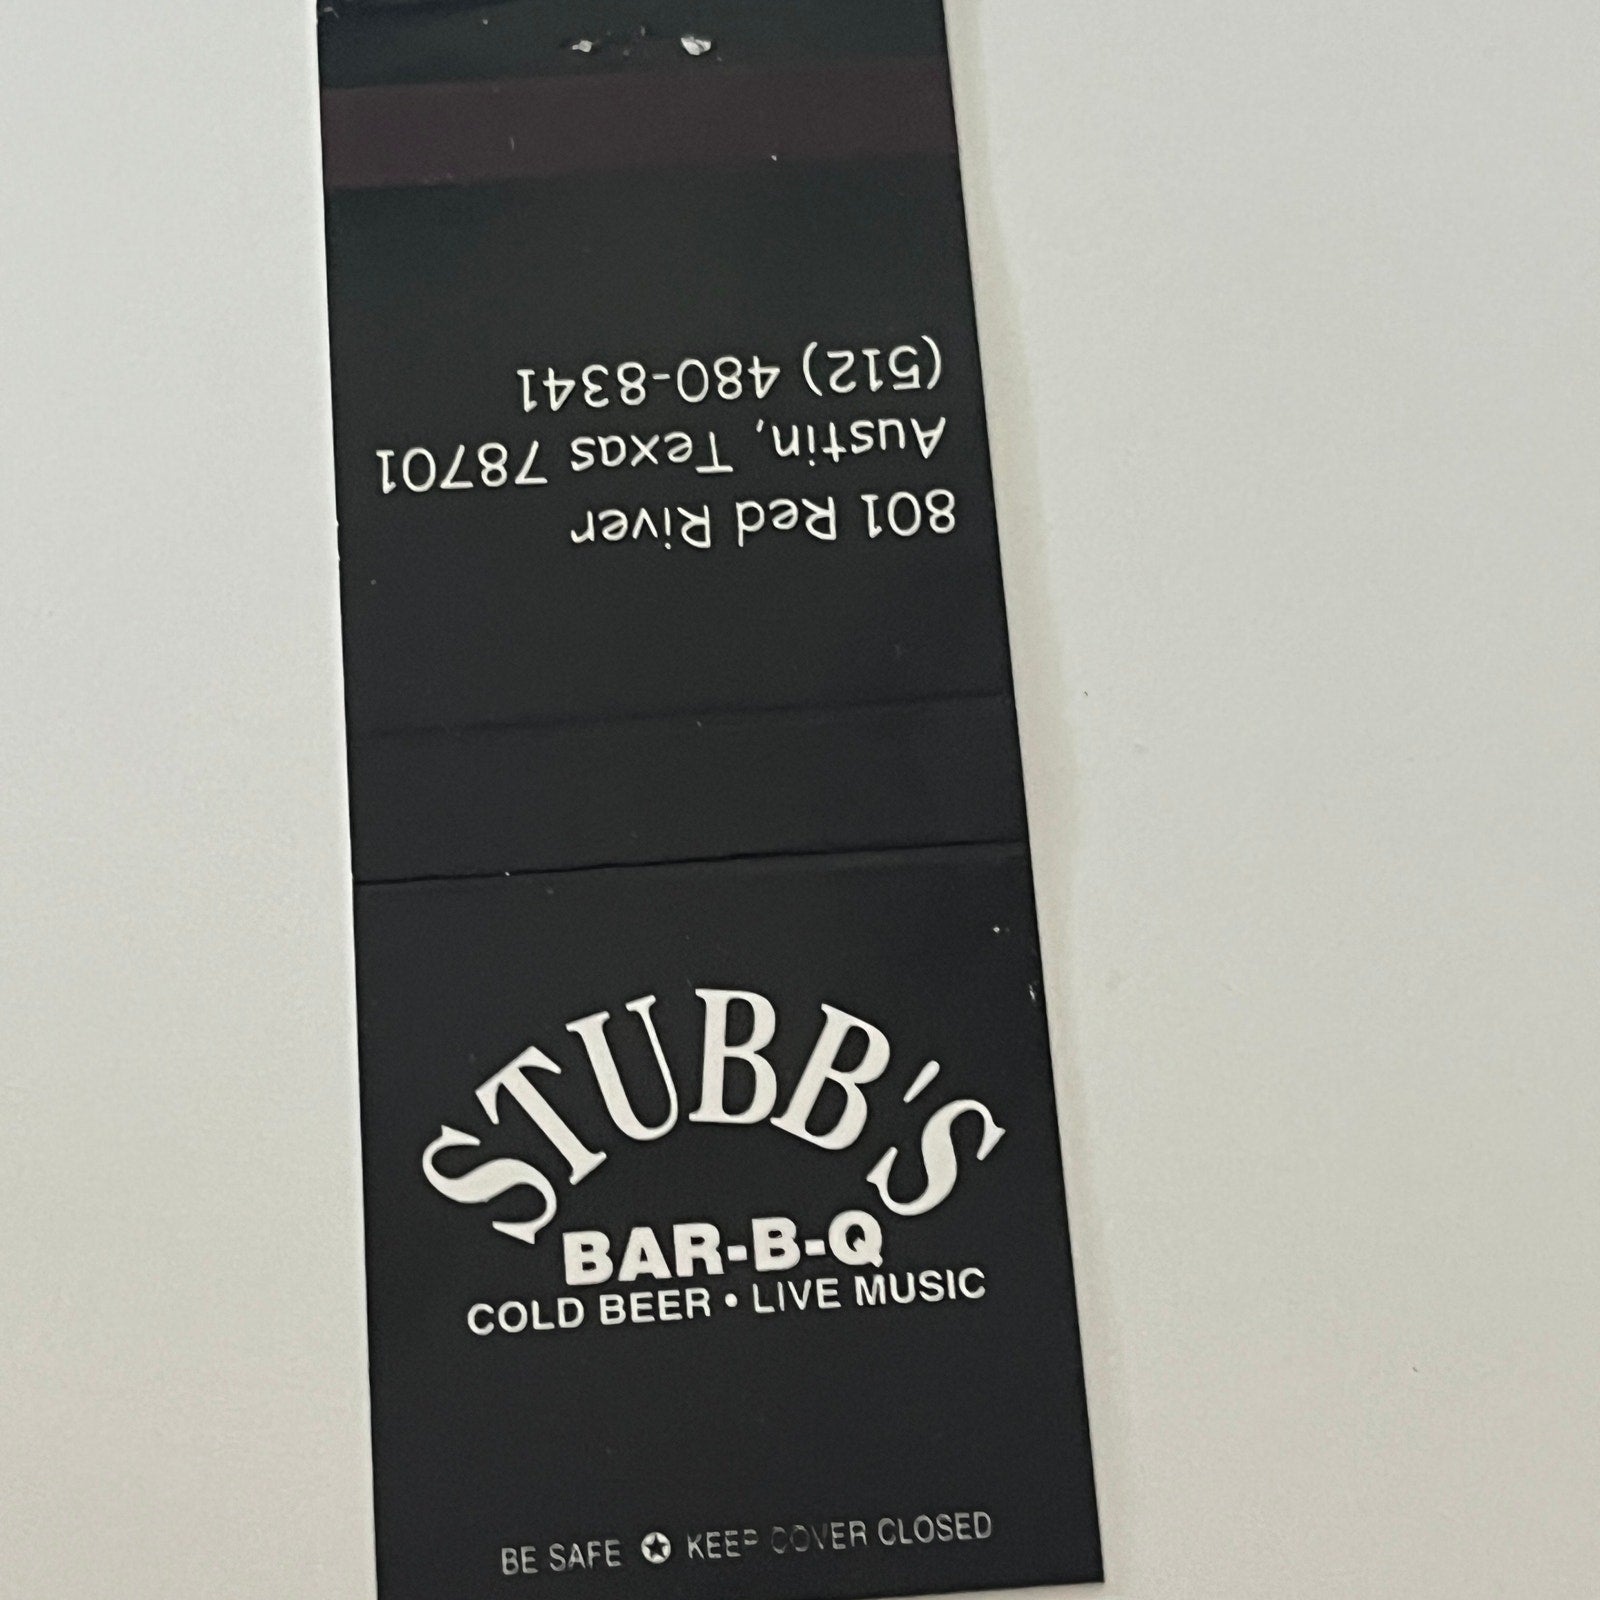 801 Red River
Austin, Texas 78701
(512) 480-8341
STUBB'S
BAR-B-Q
COLD BEER • LIVE MUSIC
BE SAFE ✪ KEEP COVER CLOSED